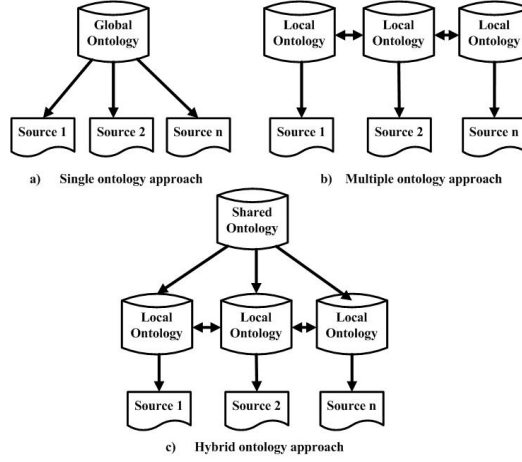 Global
Ontology
Source 1
Source 2
Source n
a) Single ontology approach
Local
Ontology
Local
Ontology
Local
Ontology
Source 1
Source 2
Source n
b) Multiple ontology approach
Shared
Ontology
Local
Ontology
Local
Ontology
Local
Ontology
Source 1
Source 2
Source n
c) Hybrid ontology approach